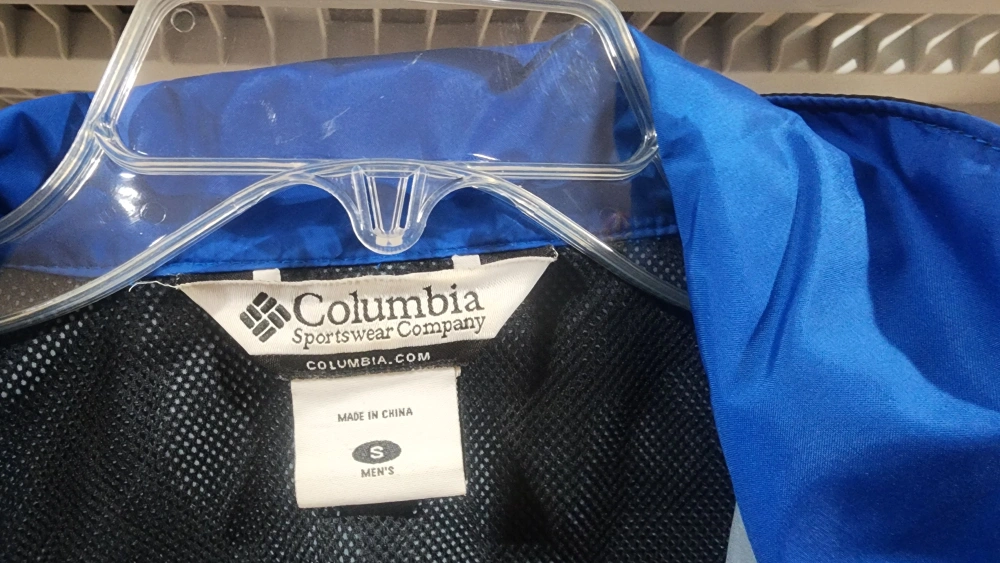 Columbia
Sportswear Company
COLUMBIA.COM
MADE IN CHINA
S
MEN'S